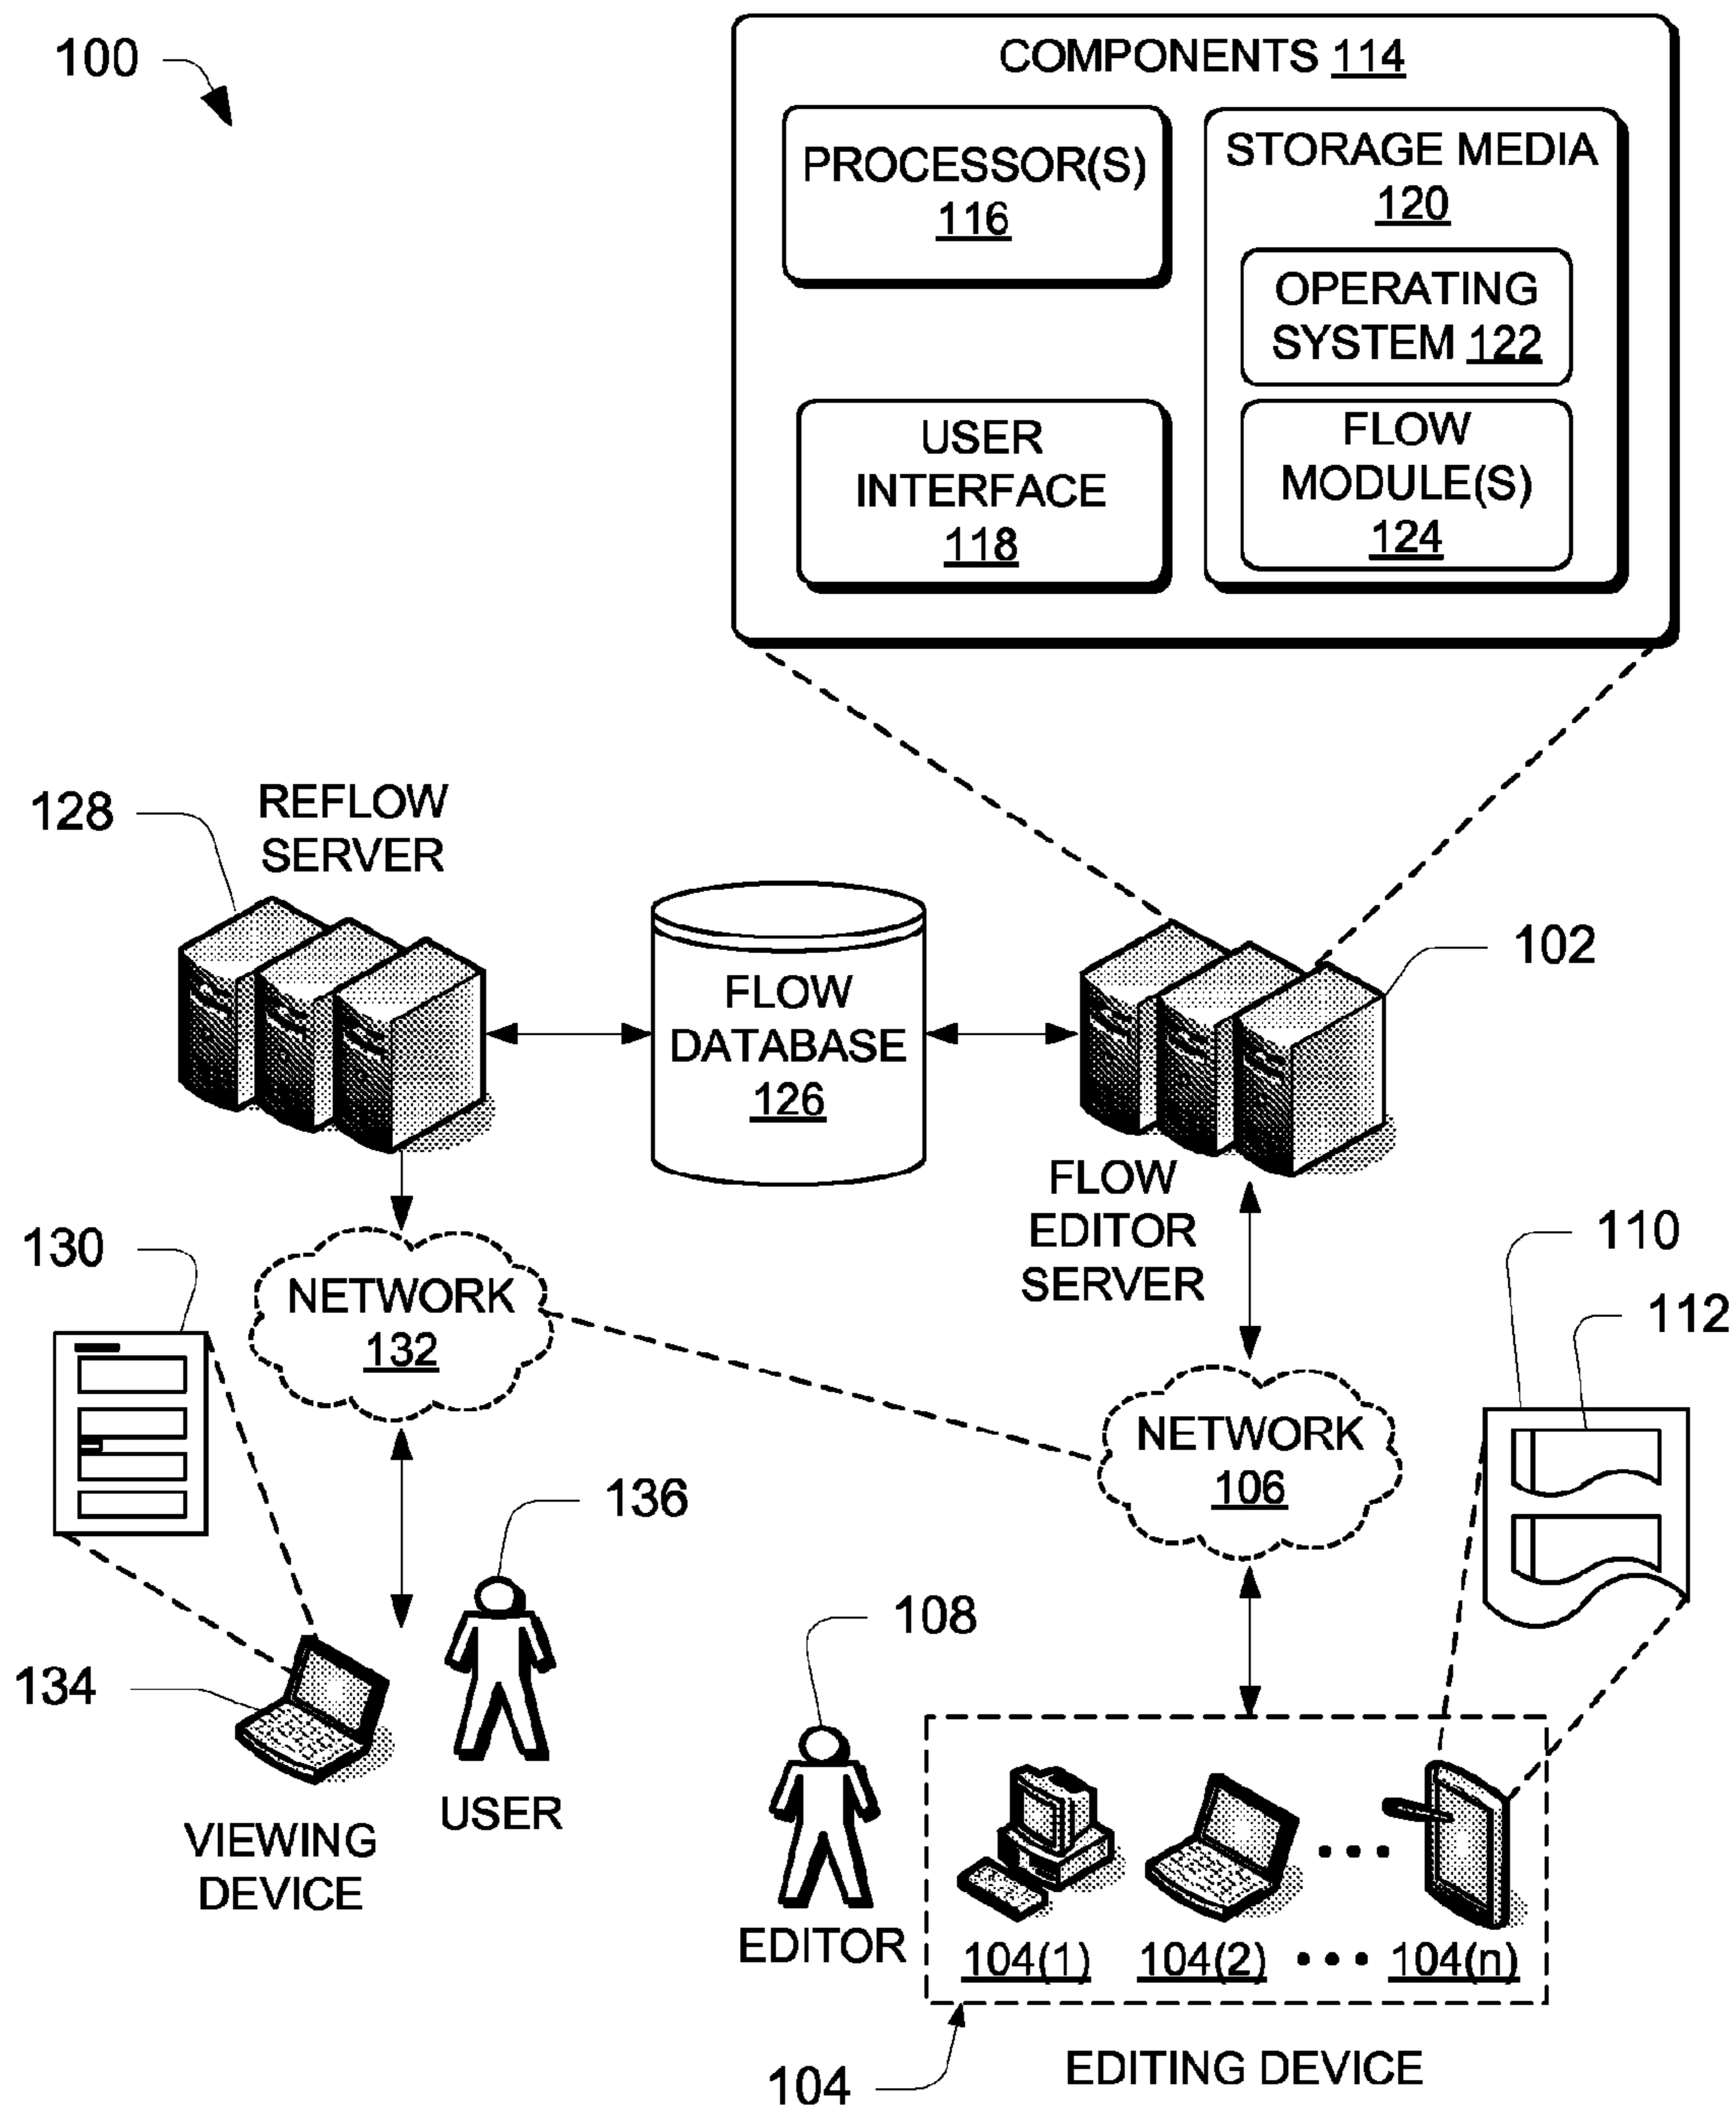 100
COMPONENTS 114
PROCESSOR(S)
116
STORAGE MEDIA
120
OPERATING
SYSTEM 122
USER
INTERFACE
118
FLOW
MODULE(S)
124
128
REFLOW
SERVER
FLOW
DATABASE
126
102
FLOW
EDITOR
SERVER
130
NETWORK
132
110
112
NETWORK
106
136
134
USER
VIEWING
DEVICE
108
EDITOR
104(1) 104(2) ••• 104(n)
104
EDITING DEVICE